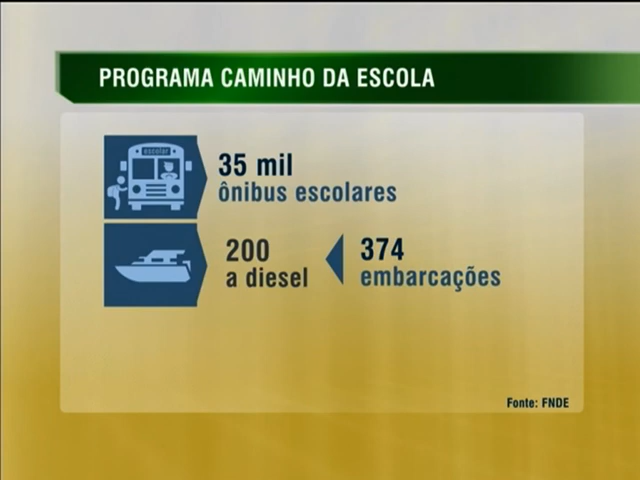 PROGRAMA CAMINHO DA ESCOLA
escolar
35 mil
ônibus escolares
200
a diesel
374
embarcações
Fonte: FNDE